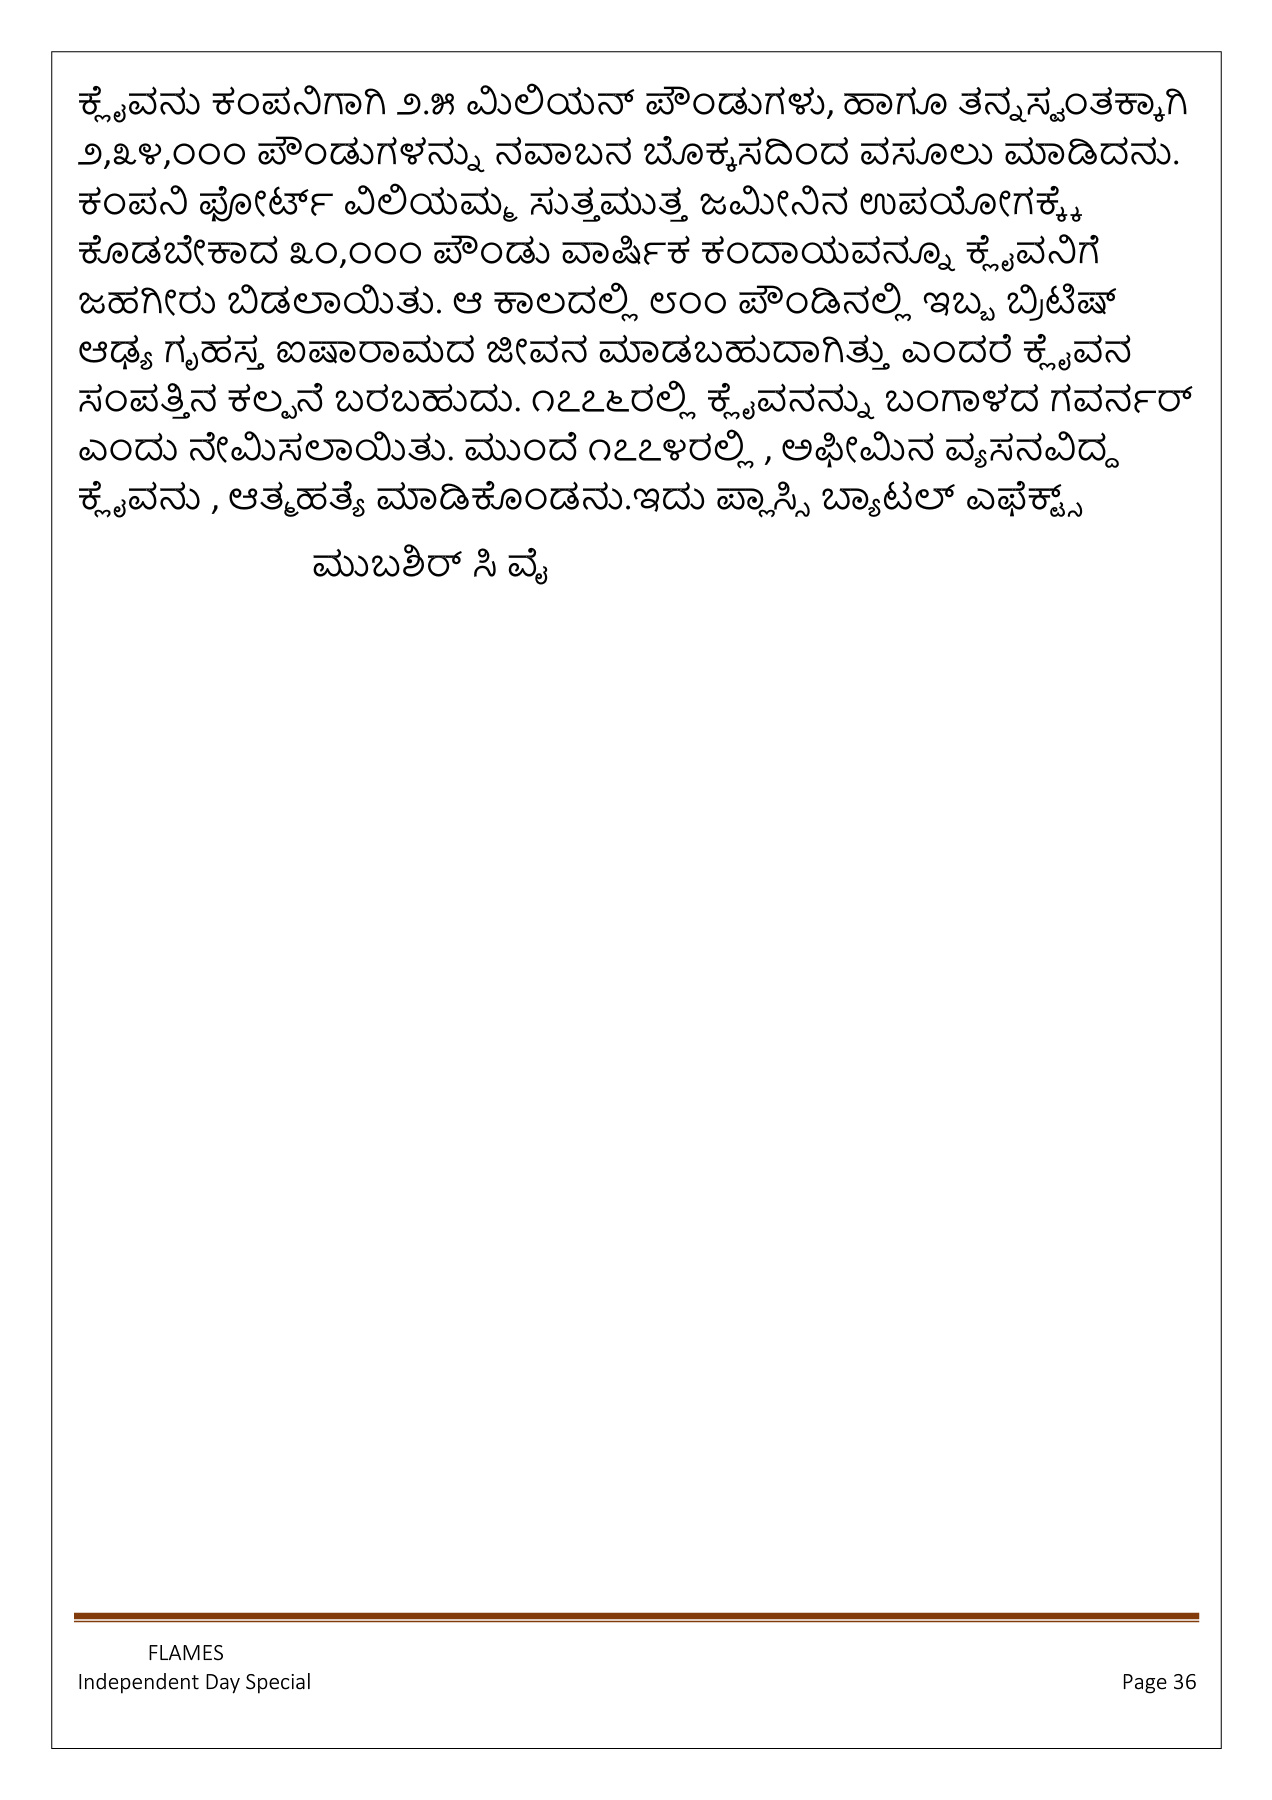 ಕ್ಲೈವನು ಕಂಪನಿಗಾಗಿ ೨.೫ ಮಿಲಿಯನ್ ಪೌಂಡುಗಳು, ಹಾಗೂ ತನ್ನಸ್ವಂತಕ್ಕಾಗಿ
೨,೩೪,೦೦೦ ಪೌಂಡುಗಳನ್ನು ನವಾಬನ ಬೊಕ್ಕಸದಿಂದ ವಸೂಲು ಮಾಡಿದನು.
ಕಂಪನಿ ಫೋರ್ಟ್ ವಿಲಿಯಮ್ಮ ಸುತ್ತಮುತ್ತ ಜಮೀನಿನ ಉಪಯೋಗಕ್ಕೆ
ಕೊಡಬೇಕಾದ ೩೦,೦೦೦ ಪೌಂಡು ವಾರ್ಷಿಕ ಕಂದಾಯವನ್ನೂ ಕ್ಲೈವನಿಗೆ
ಜಹಗೀರು ಬಿಡಲಾಯಿತು. ಆ ಕಾಲದಲ್ಲಿ ೮೦೦ ಪೌಂಡಿನಲ್ಲಿ ಇಬ್ಬ ಬ್ರಿಟಿಷ್
ಆಢ್ಯ ಗೃಹಸ್ತ ಐಷಾರಾಮದ ಜೀವನ ಮಾಡಬಹುದಾಗಿತ್ತು ಎಂದರೆ ಕ್ಲೈವನ
ಸಂಪತ್ತಿನ ಕಲ್ಪನೆ ಬರಬಹುದು. ೧೭೭೬ರಲ್ಲಿ ಕ್ಲೈವನನ್ನು ಬಂಗಾಳದ ಗವರ್ನರ್
ಎಂದು ನೇಮಿಸಲಾಯಿತು. ಮುಂದೆ ೧೭೭೪ರಲ್ಲಿ , ಅಫೀಮಿನ ವ್ಯಸನವಿದ್ದ
ಕ್ಲೈವನು , ಆತ್ಮಹತ್ಯೆ ಮಾಡಿಕೊಂಡನು.ಇದು ಪ್ಲಾಸ್ಸಿ ಬ್ಯಾಟಲ್ ಎಫೆಕ್ಟ್ಸ್
ಮುಬಶಿರ್ ಸಿ ವೈ
FLAMES
Independent Day Special
Page 36